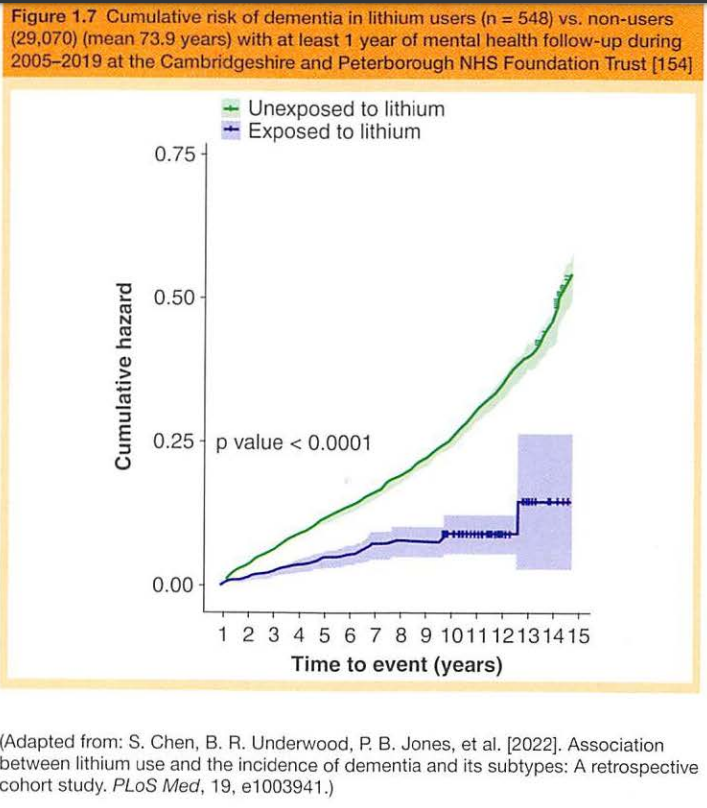 Figure 1.7 Cumulative risk of dementia in lithium users (n = 548) vs. non-users
(29,070) (mean 73.9 years) with at least 1 year of mental health follow-up during
2005–2019 at the Cambridgeshire and Peterborough NHS Foundation Trust [154]
Unexposed to lithium
Exposed to lithium
0.75
0.50
0.25
0.00
Cumulative hazard
p value < 0.0001
1 2 3 4 5 6 7 8 9 10 11 12 13 14 15
Time to event (years)
(Adapted from: S. Chen, B. R. Underwood, P. B. Jones, et al. [2022]. Association
between lithium use and the incidence of dementia and its subtypes: A retrospective
cohort study. PLoS Med, 19, e1003941.)